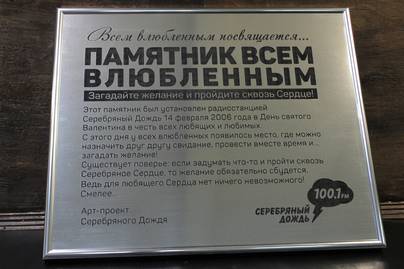 Всем влюбленным посвящается...
ПАМЯТНИК ВСЕМ
ВЛЮБЛЕННЫМ
Загадайте желание и пройдите сквозь Сердце!
Этот памятник был установлен радиостанцией
Серебряный Дождь 14 февраля 2006 года в День святого
Валентина в честь всех любящих и любимых.
С этого дня у всех влюбленных появилось место, где можно
назначить друг другу свидание, провести вместе время и...
загадать желание!
Существует поверье: если задумать что-то и пройти сквозь
Серебряное Сердце, то желание обязательно сбудется.
Ведь для любящего Сердца нет ничего невозможного!
Смелее...
Арт-проект
Серебряного Дождя
100.1 FM
СЕРЕБРЯНЫЙ
ДОЖДЬ